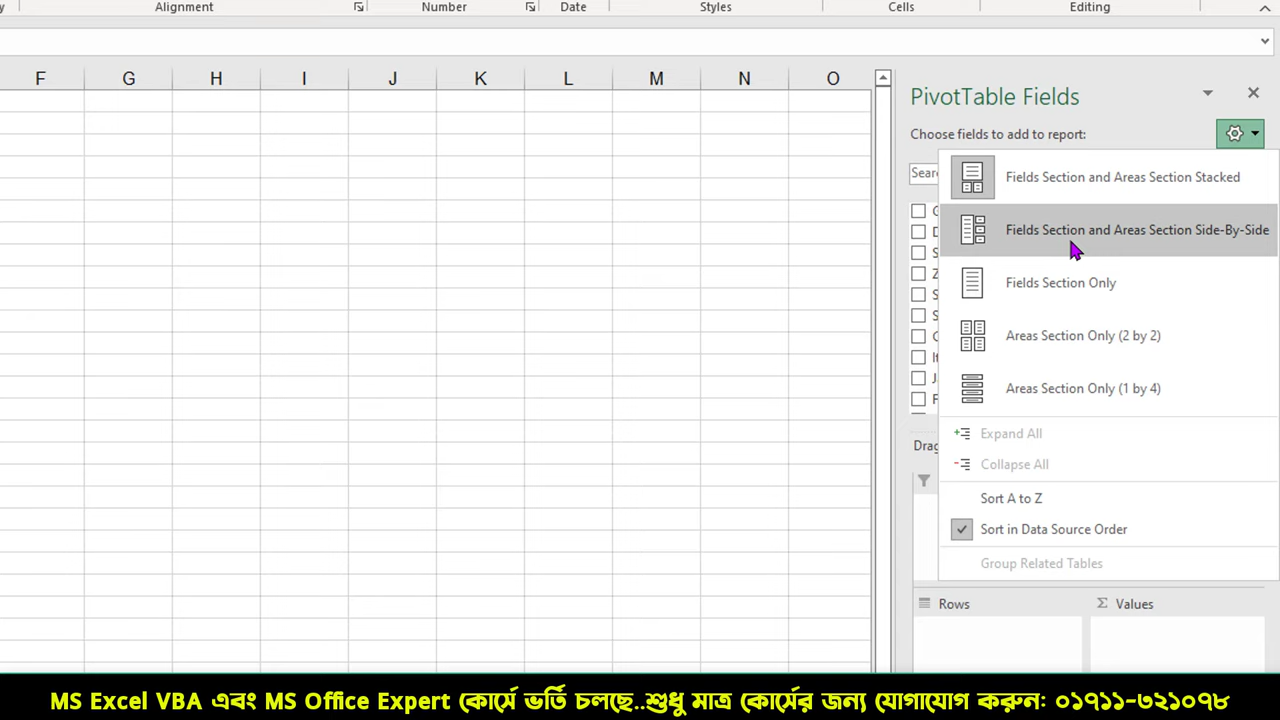 Alignment Number Date Styles Cells Editing
F G H I J K L M N O
PivotTable Fields
Choose fields to add to report:
Fields Section and Areas Section Stacked
Fields Section and Areas Section Side-By-Side
Fields Section Only
Areas Section Only (2 by 2)
Areas Section Only (1 by 4)
Expand All
Collapse All
Sort A to Z
Sort in Data Source Order
Group Related Tables
Rows Σ Values
MS Excel VBA এবং MS Office Expert কোর্সে ভর্তি চলছে..শুধু মাত্র কোর্সের জন্য যোগাযোগ করুনঃ ০১৭১১-৩২১০৭৮